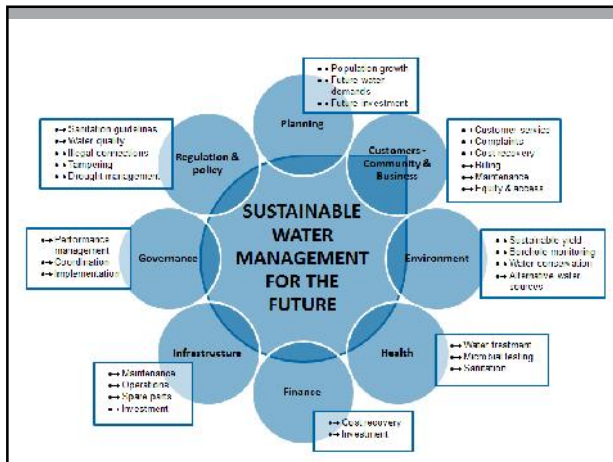 Population growth
Future water
demands
Future investment
Planning
Sanitation guidelines
Water quality
Illegal connections
Tampering
Drought management
Regulation &
policy
Customers -
Community &
Business
Customer service
Complaints
Cost recovery
Billing
Maintenance
Equity & access
SUSTAINABLE
WATER
MANAGEMENT
FOR THE
FUTURE
Performance
management
Coordination
Implementation
Governance
Environment
Sustainable yield
Borehole monitoring
Water conservation
Alternative water
sources
Infrastructure
Maintenance
Operations
Spare parts
Investment
Health
Water treatment
Microbial testing
Sanitation
Finance
Cost recovery
Investment